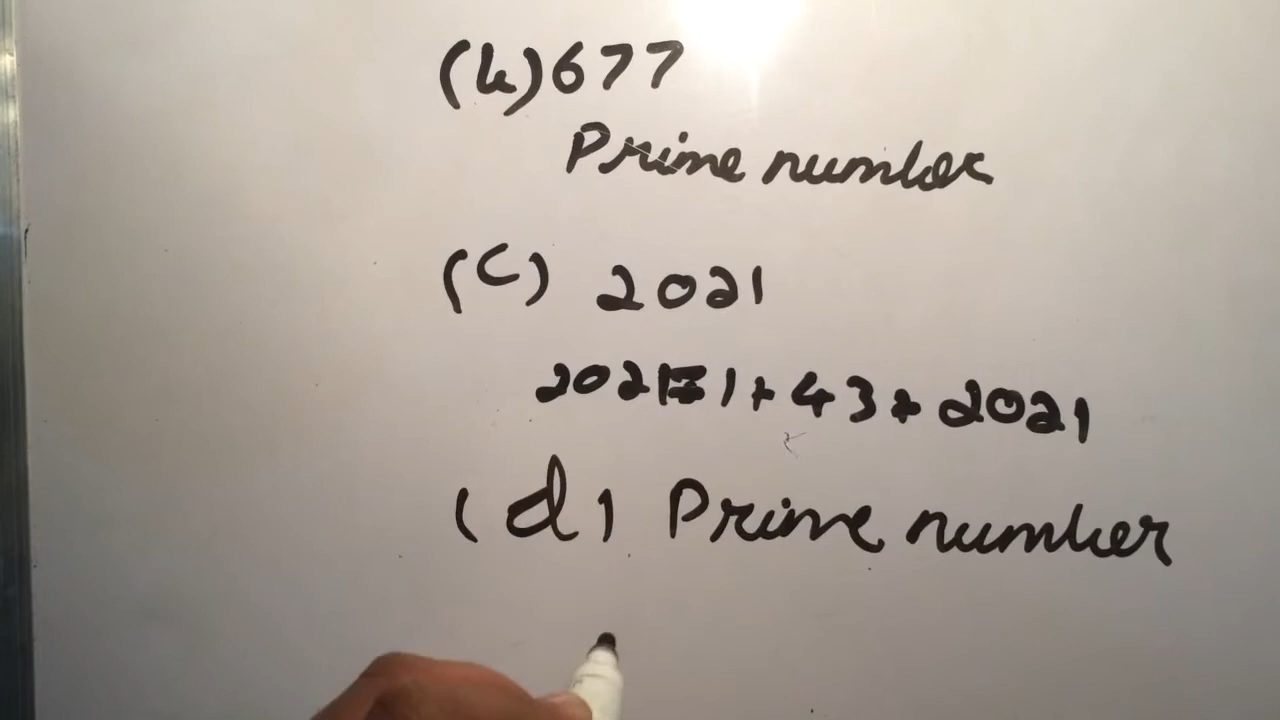 (b) 677
Prime number
(C) 2021
2021 = 1 + 43 + 2021
(d) Prime number